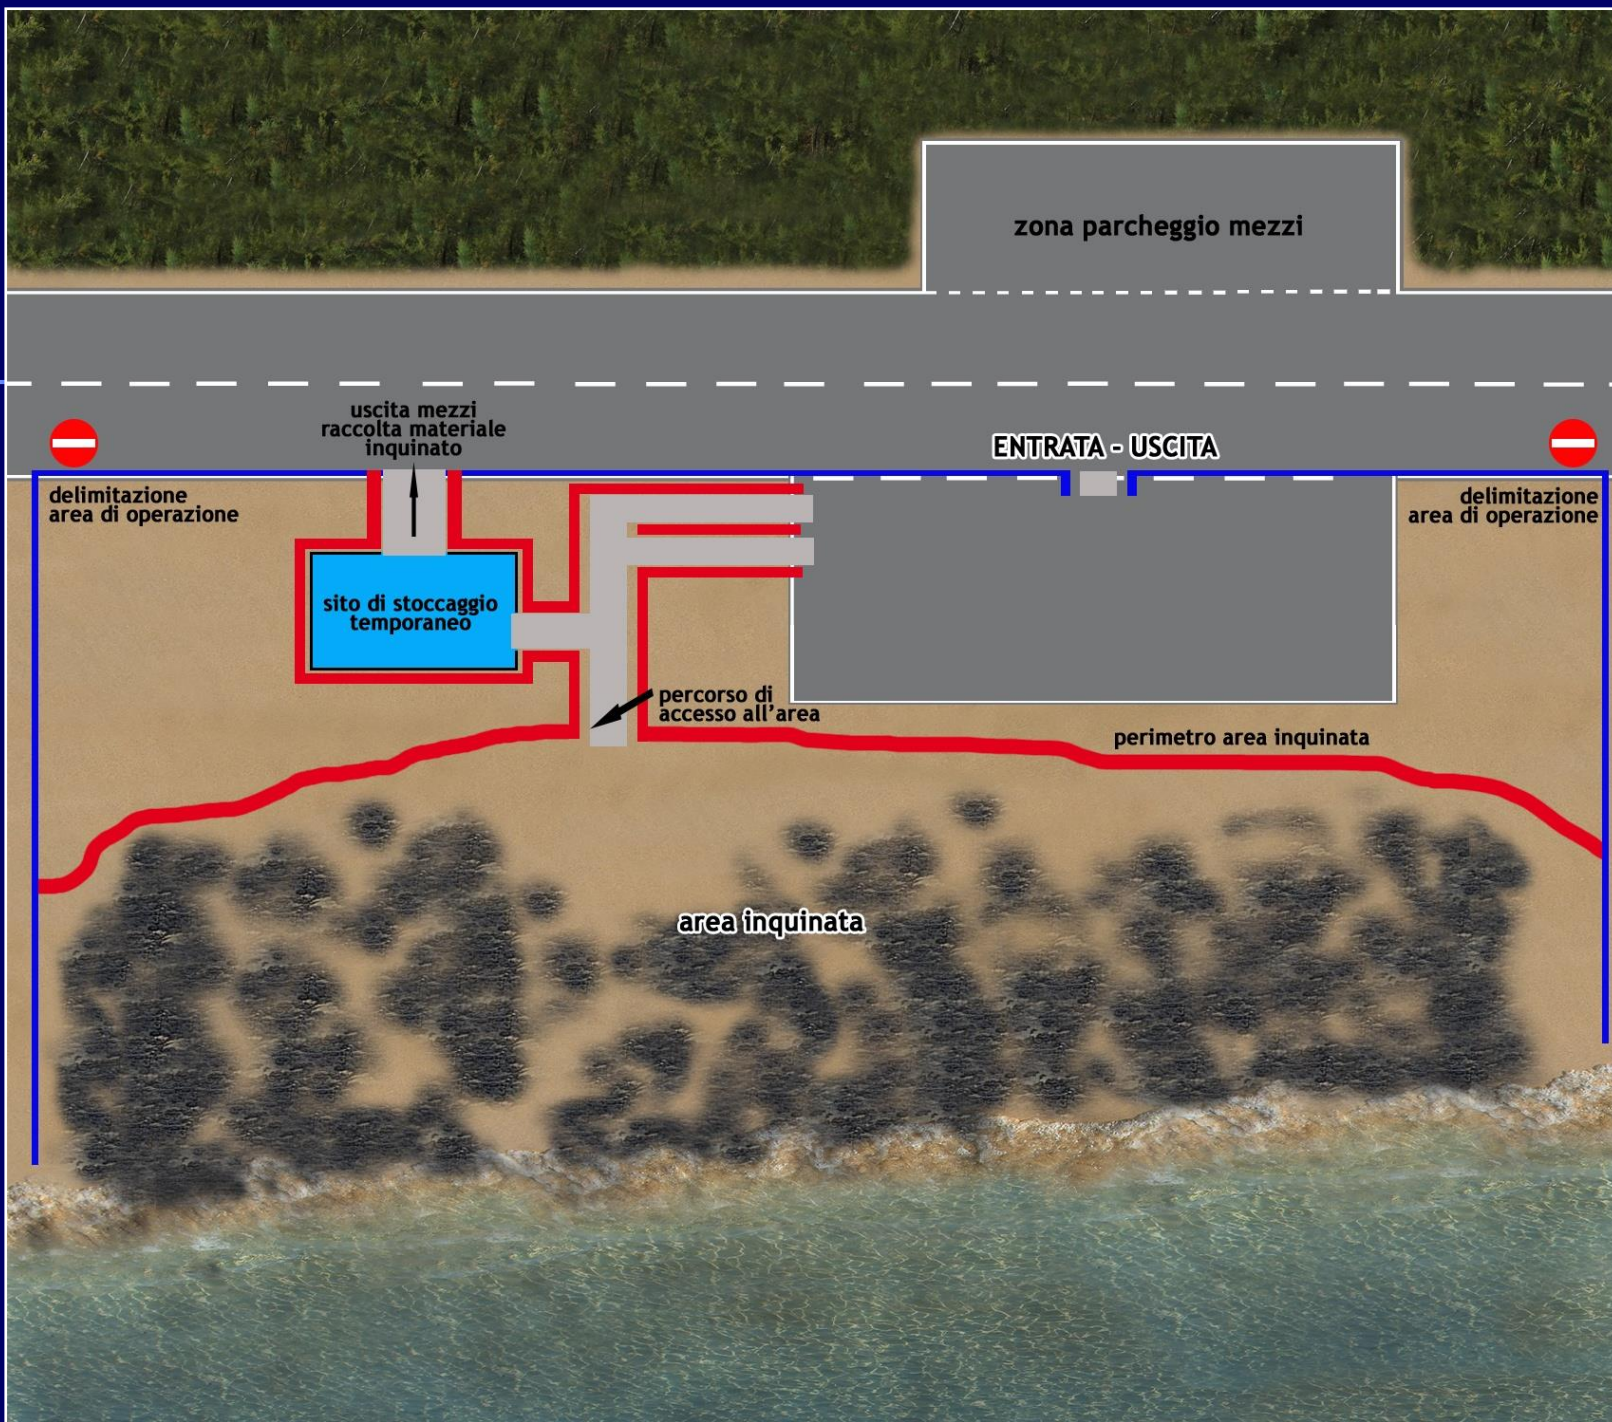 zona parcheggio mezzi
uscita mezzi
raccolta materiale
inquinato
ENTRATA - USCITA
delimitazione
area di operazione
delimitazione
area di operazione
sito di stoccaggio
temporaneo
percorso di
accesso all'area
perimetro area inquinata
area inquinata